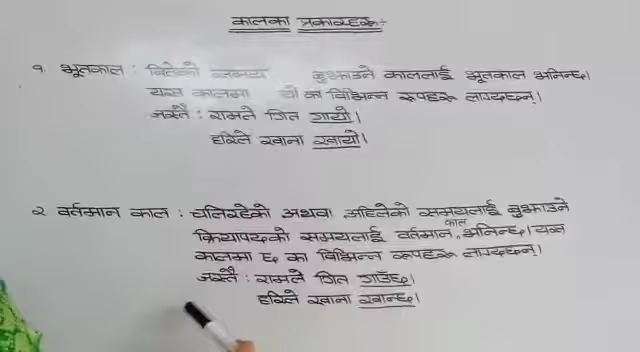 कालका प्रकारहरू:-
१. भूतकाल : बितेको समय बुझाउने काललाई भूतकाल भनिन्छ।
यस कालमा यो का विभिन्न रूपहरू लाग्दछन्।
जस्तै : रामले गित गायो।
हरिले खाना खायो।
२ वर्तमान काल : चलिरहेको अथवा अहिलेको समयलाई बुझाउने
क्रियापदको समयलाई वर्तमान काल भनिन्छ। यस
कालमा छ का विभिन्न रूपहरू लाग्दछन्।
जस्तै : रामले गित गाउँछ।
हरिले खाना खान्छ।